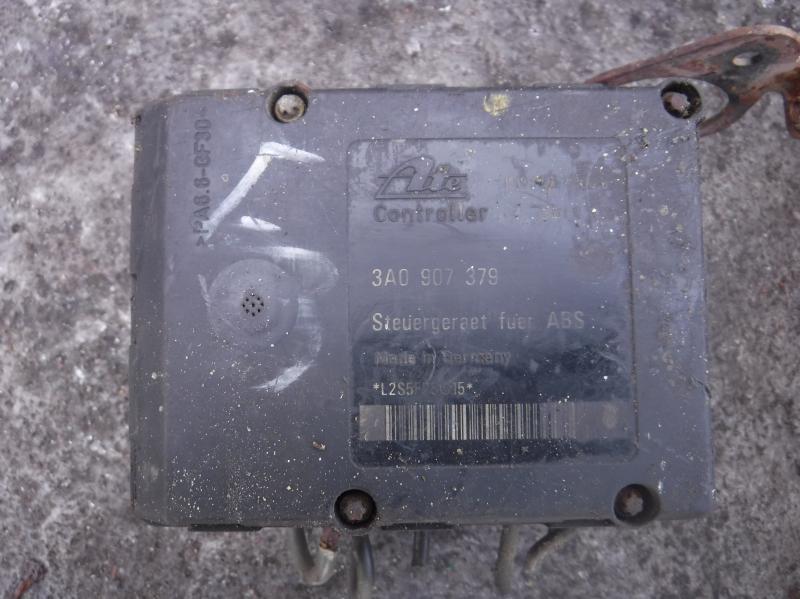 >PA6.6-GF30<
Ate
Controller
3A0 907 379
Steuergeraet fuer ABS
Made in Germany